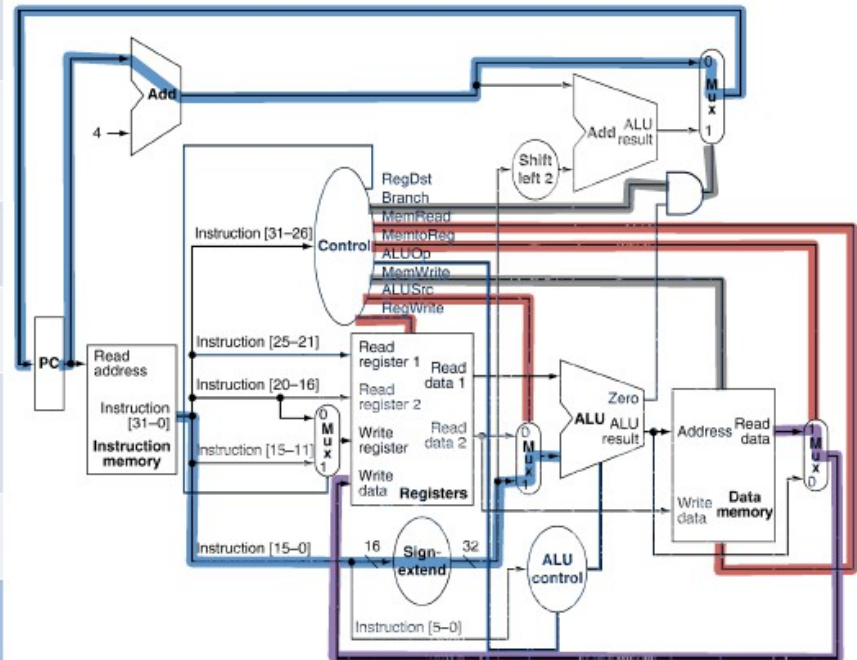 Add
4
0
Mux
1
Add ALU
result
Shift
left 2
RegDst
Branch
MemRead
MemtoReg
ALUOp
MemWrite
ALUSrc
RegWrite
Control
Instruction [31–26]
Instruction [25–21]
Instruction [20–16]
Instruction [15–11]
Instruction [15–0]
Instruction [5–0]
PC
Read
address
Instruction
[31–0]
Instruction
memory
0
Mux
1
Read
register 1
Read
register 2
Write
register
Write
data
Read
data 1
Read
data 2
Registers
16
Sign-
extend
32
0
Mux
1
Zero
ALU ALU
result
ALU
control
Address
Read
data
Write
data
Data
memory
1
Mux
0